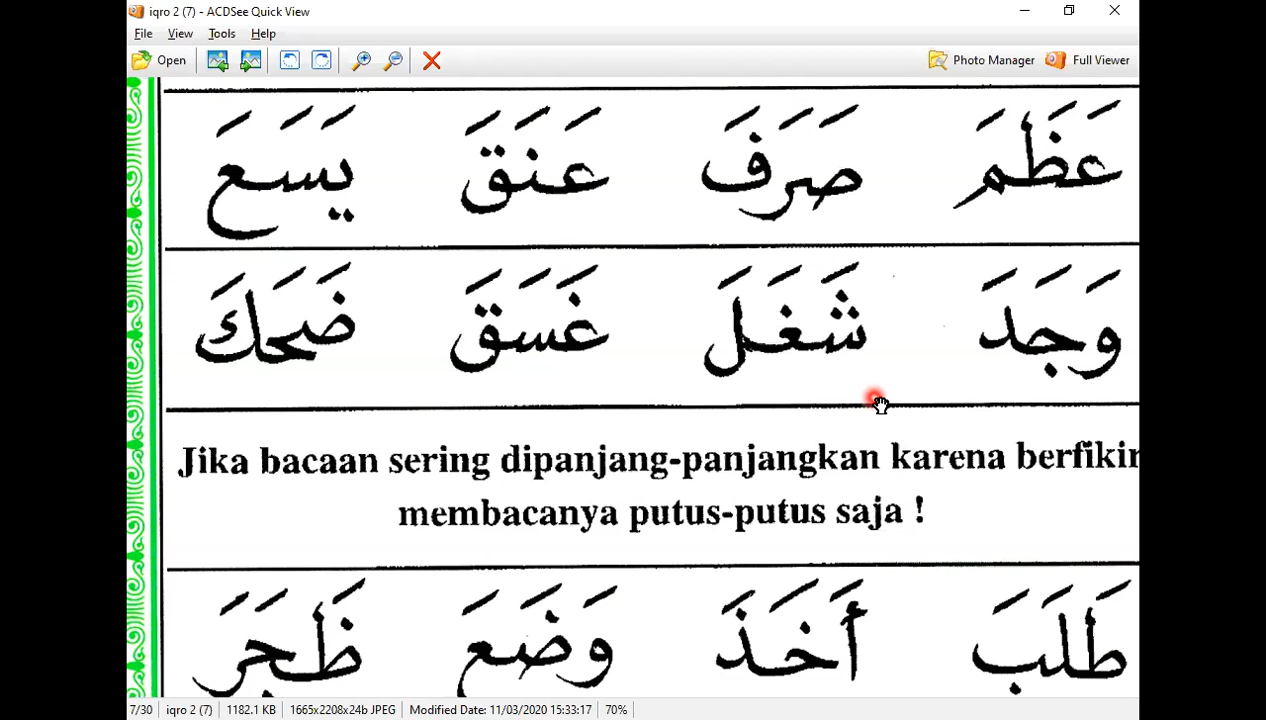 iqro 2 (7) - ACDSee Quick View
File View Tools Help
Open Photo Manager Full Viewer
عَظَمَ صَرَفَ عَنَقَ يَسَعَ
وَجَدَ شَغَلَ غَسَقَ ضَحَكَ
Jika bacaan sering dipanjang-panjangkan karena berfikir
membacanya putus-putus saja !
طَلَبَ أَخَذَ وَضَعَ ظَجَرَ
7/30 iqro 2 (7) 1182.1 KB 1665x2208x24b JPEG Modified Date: 11/03/2020 15:33:17 70%